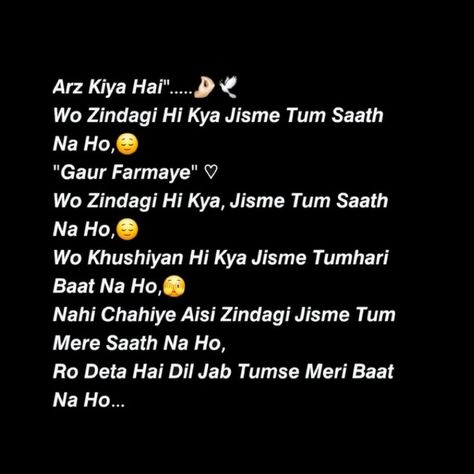 Arz Kiya Hai".....👌🏻🕊️
Wo Zindagi Hi Kya Jisme Tum Saath
Na Ho,😌
"Gaur Farmaye" ♡
Wo Zindagi Hi Kya, Jisme Tum Saath
Na Ho,😌
Wo Khushiyan Hi Kya Jisme Tumhari
Baat Na Ho,🫣
Nahi Chahiye Aisi Zindagi Jisme Tum
Mere Saath Na Ho,
Ro Deta Hai Dil Jab Tumse Meri Baat
Na Ho...